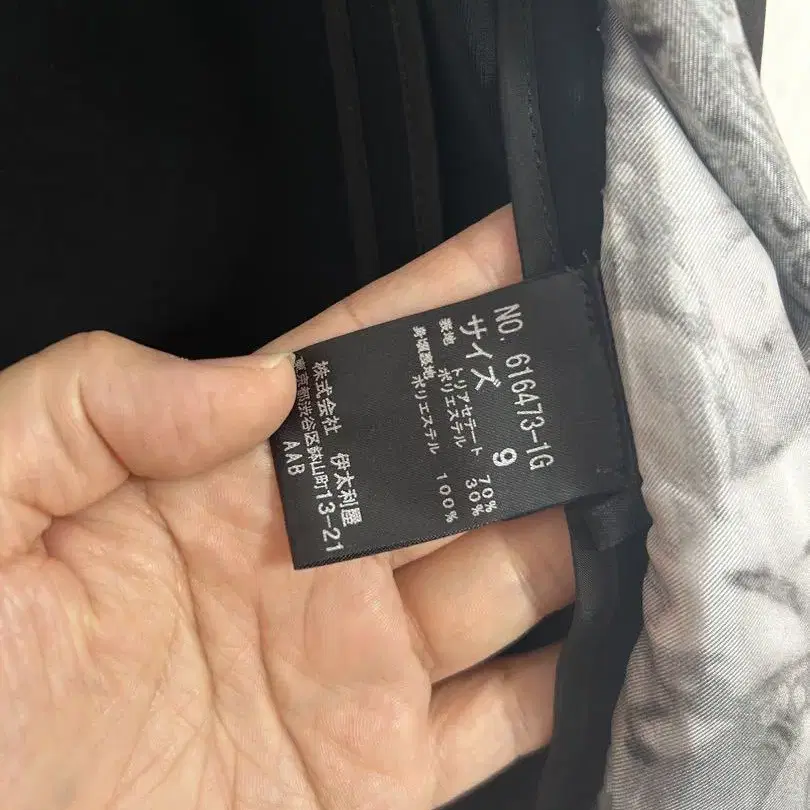 NO. 616473-1G
サイズ 9
表地 トリアセテート 70%
ポリエステル 30%
身頃裏地 ポリエステル 100%
株式会社 伊太利屋
東京都渋谷区鉢山町13-21
AAB